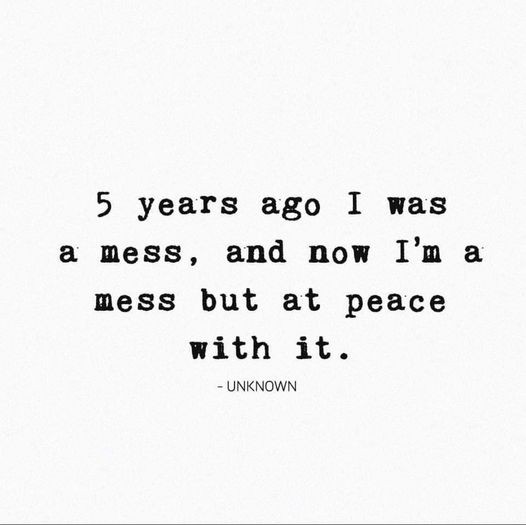 5 years ago I was
a mess, and now I'm a
mess but at peace
with it.
- UNKNOWN